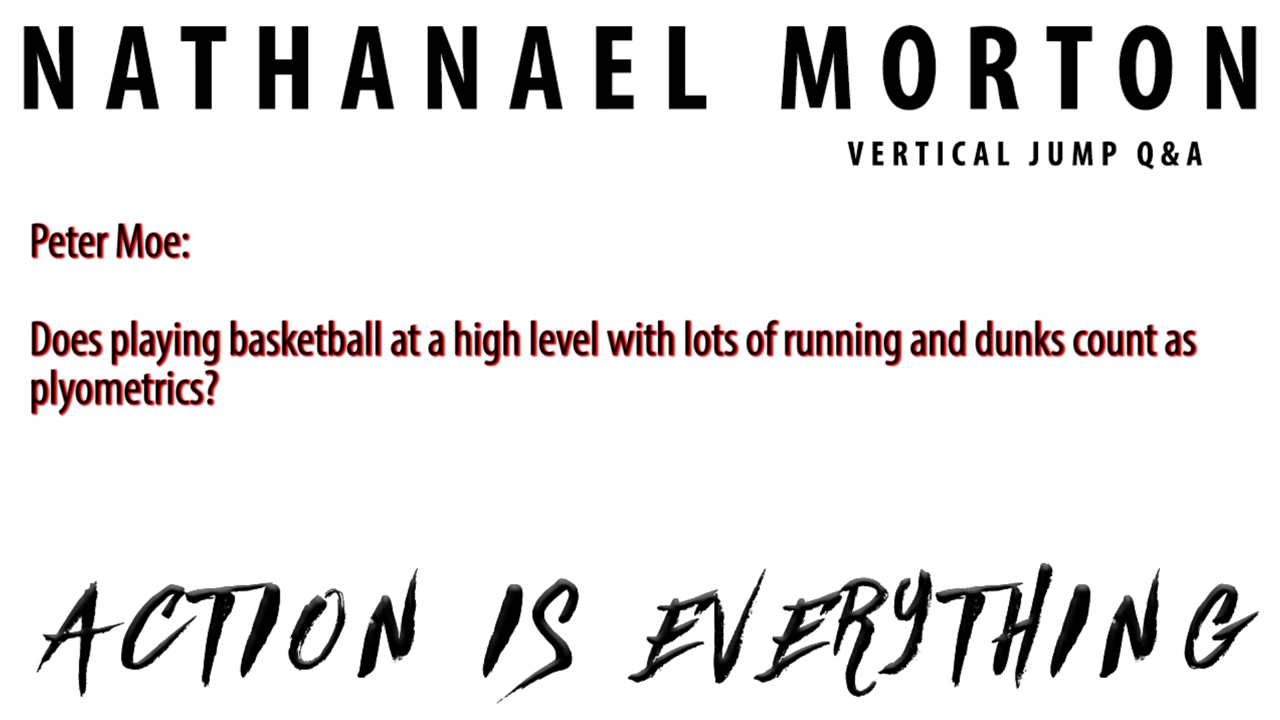 NATHANAEL MORTON
VERTICAL JUMP Q&A
Peter Moe:
Does playing basketball at a high level with lots of running and dunks count as
plyometrics?
ACTION IS EVERYTHING